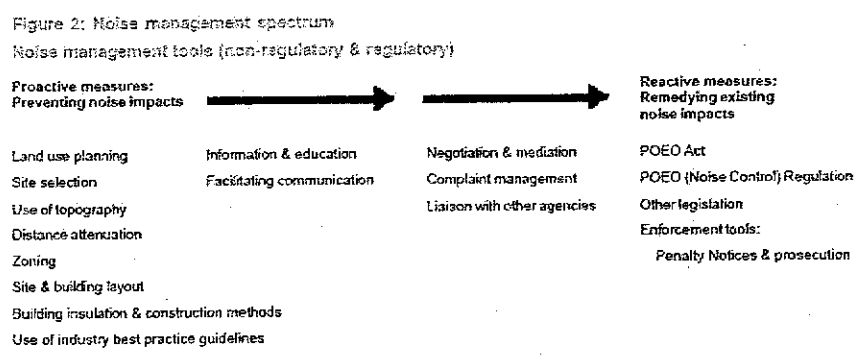 Figure 2: Noise management spectrum
Noise management tools (non-regulatory & regulatory)
Proactive measures:
Preventing noise impacts
Reactive measures:
Remedying existing
noise impacts
Land use planning
Site selection
Use of topography
Distance attenuation
Zoning
Site & building layout
Building insulation & construction methods
Use of industry best practice guidelines
Information & education
Facilitating communication
Negotiation & mediation
Complaint management
Liaison with other agencies
POEO Act
POEO (Noise Control) Regulation
Other legislation
Enforcement tools:
Penalty Notices & prosecution